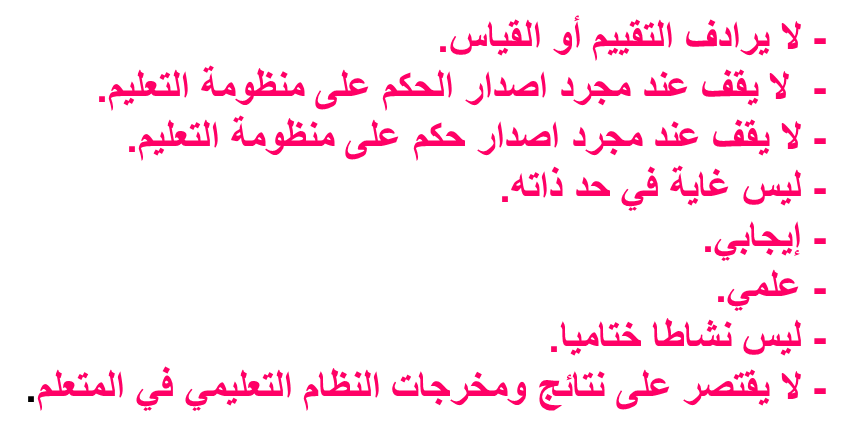 - لا يرادف التقييم أو القياس.
- لا يقف عند مجرد اصدار الحكم على منظومة التعليم.
- لا يقف عند مجرد اصدار حكم على منظومة التعليم.
- ليس غاية في حد ذاته.
- إيجابي.
- علمي.
- ليس نشاطا ختاميا.
- لا يقتصر على نتائج ومخرجات النظام التعليمي في المتعلم.